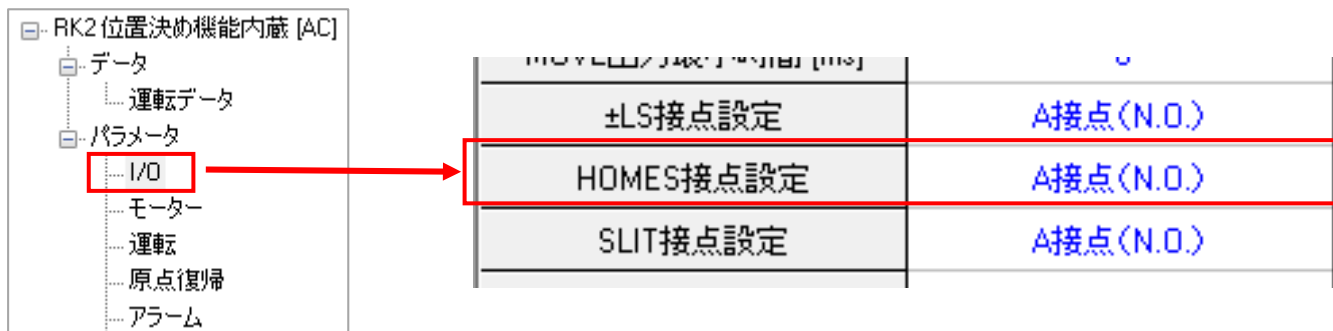 RK2位置決め機能内蔵 [AC]
データ
運転データ
パラメータ
I/O
モーター
運転
原点復帰
アラーム
±LS接点設定 A接点(N.O.)
HOMES接点設定 A接点(N.O.)
SLIT接点設定 A接点(N.O.)